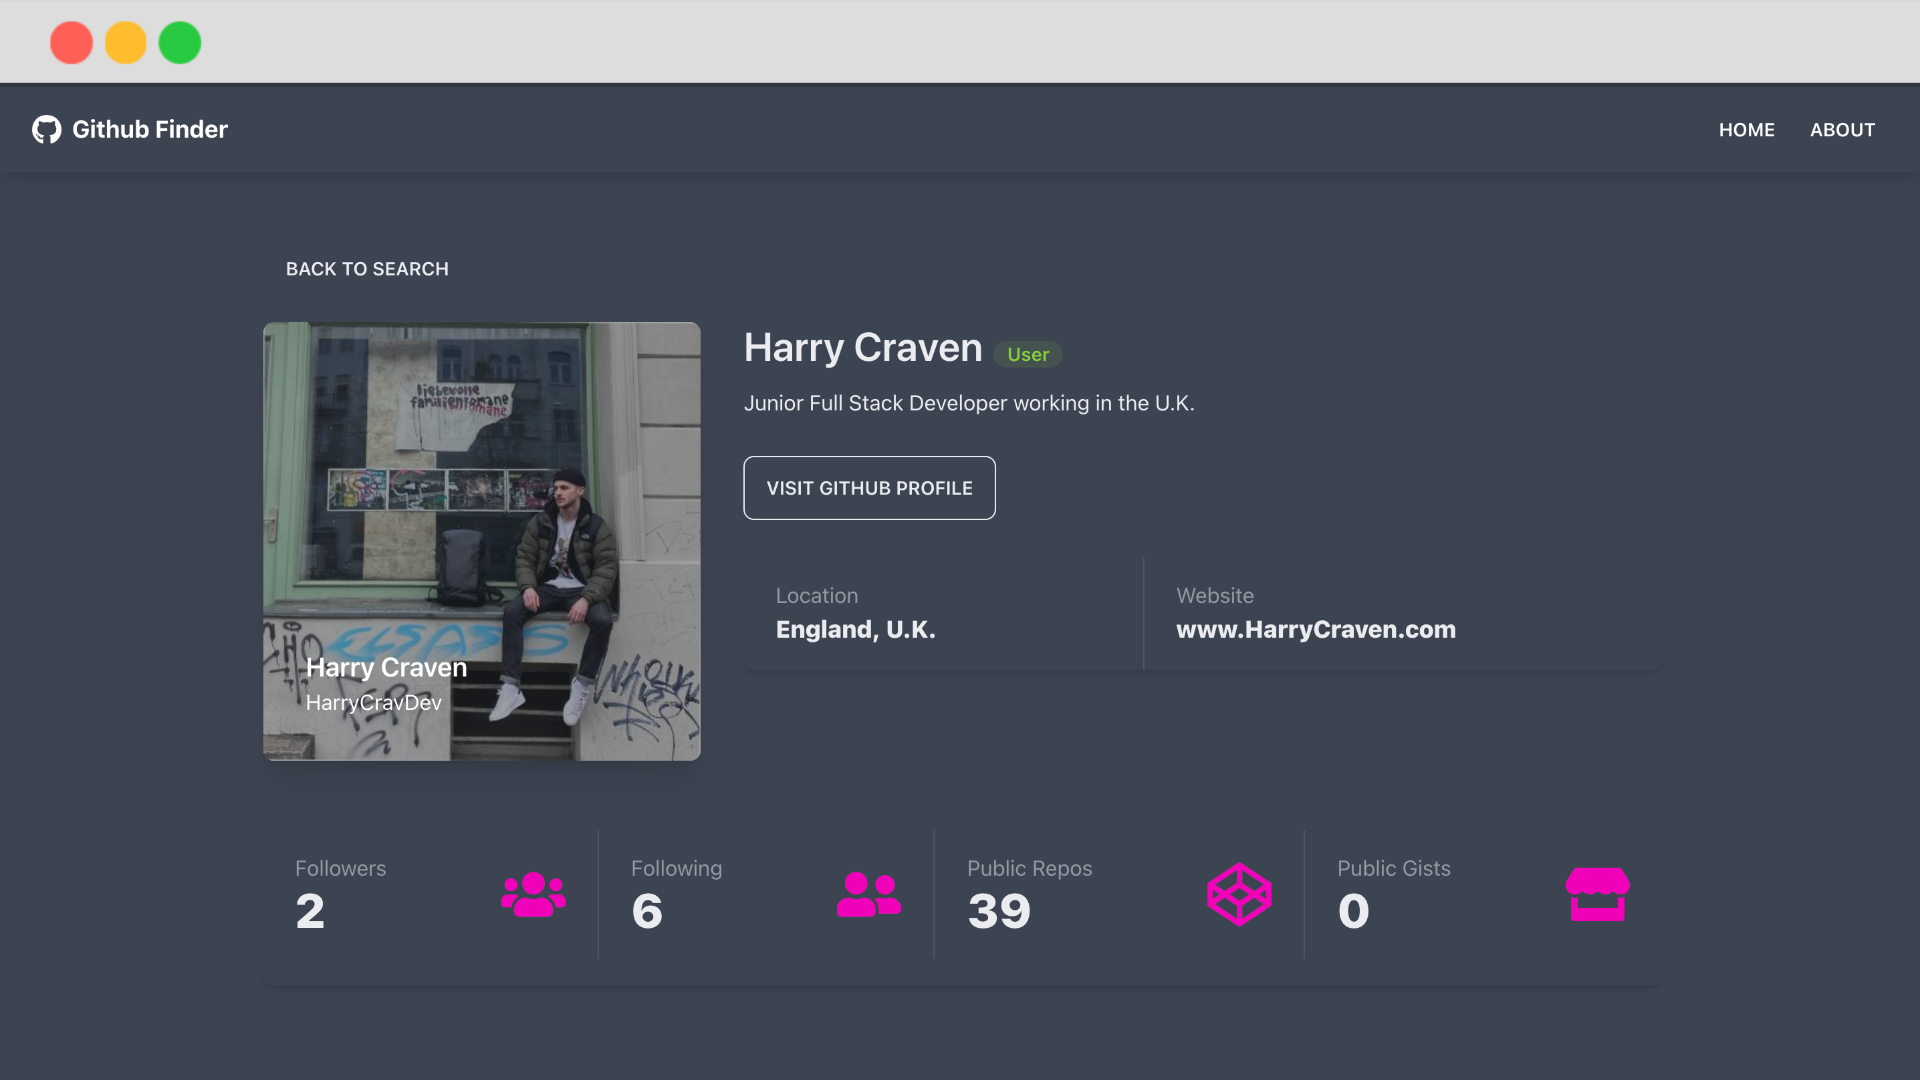 Github Finder
HOME
ABOUT
BACK TO SEARCH
ELSASS
Harry Craven
HarryCravDev
Harry Craven
User
Junior Full Stack Developer working in the U.K.
VISIT GITHUB PROFILE
Location
England, U.K.
Website
www.HarryCraven.com
Followers
2
Following
6
Public Repos
39
Public Gists
0